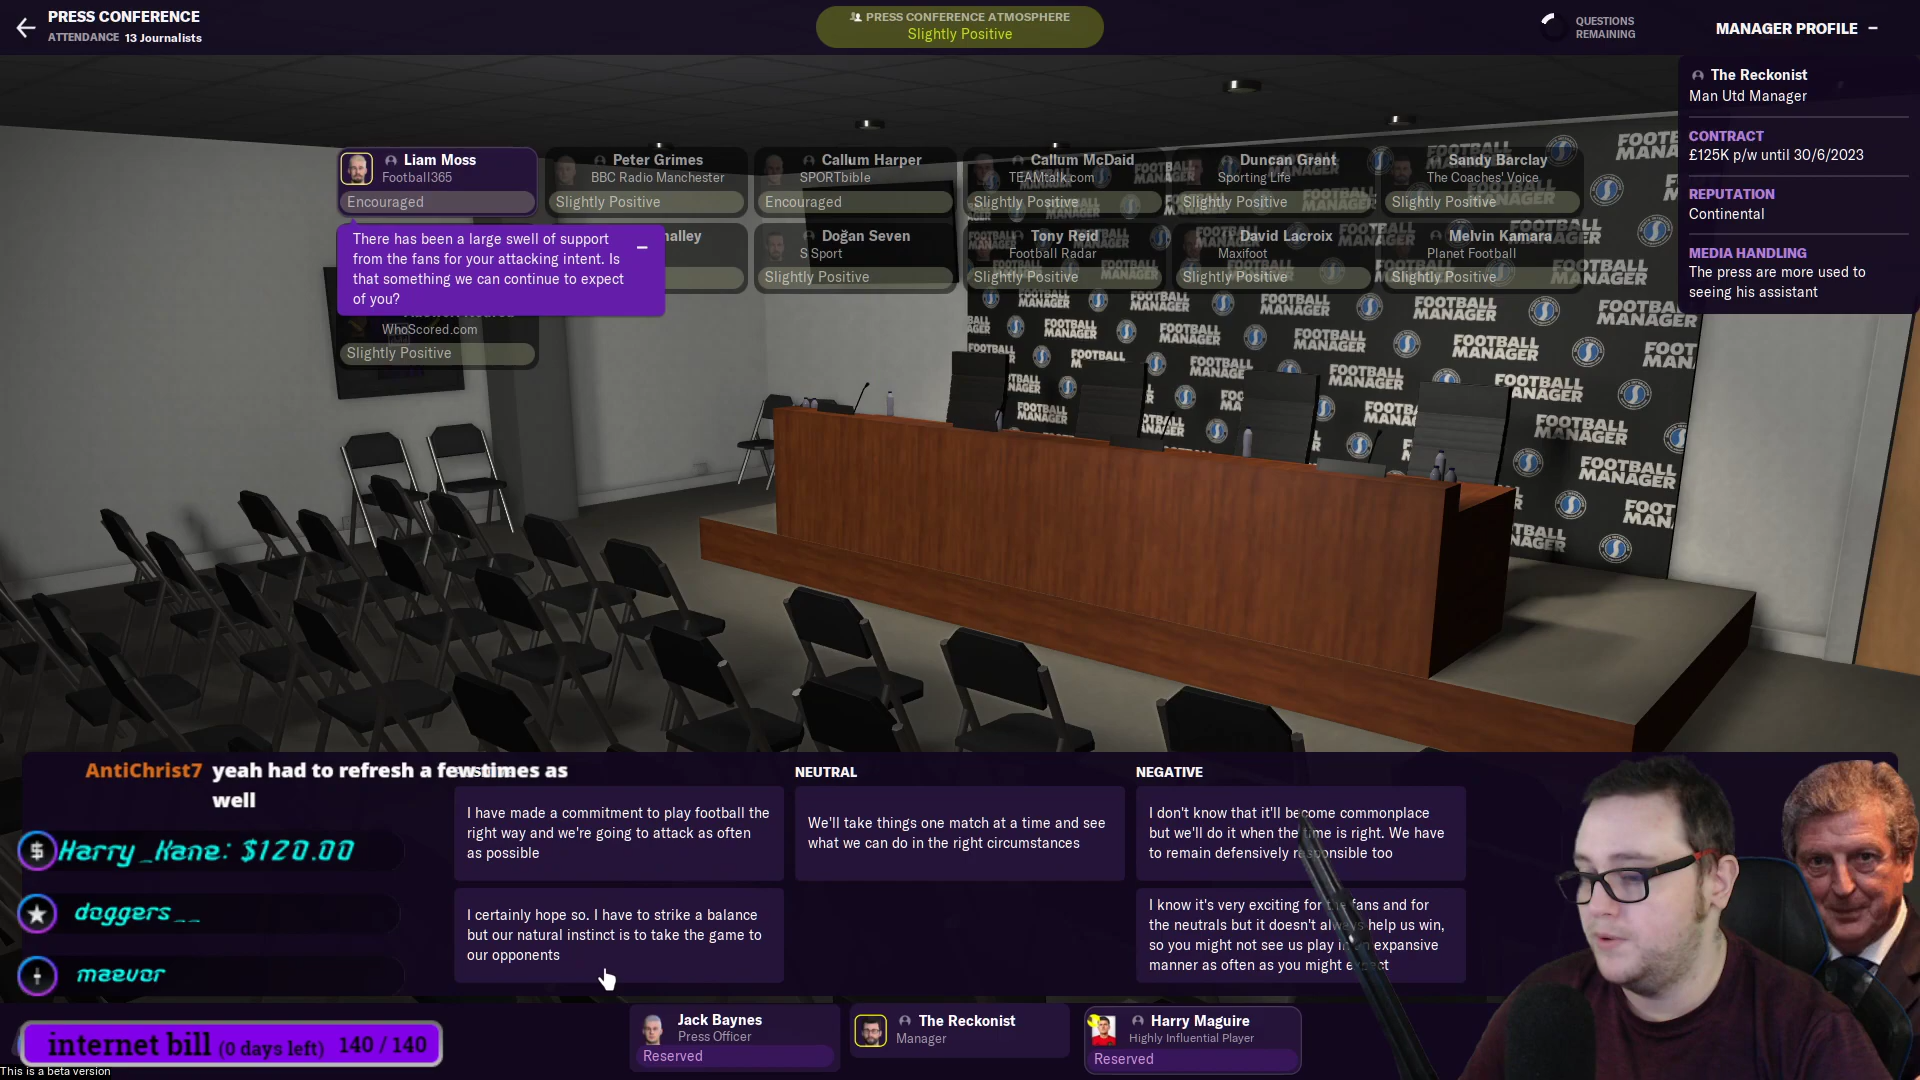 PRESS CONFERENCE
ATTENDANCE 13 Journalists
PRESS CONFERENCE ATMOSPHERE
Slightly Positive
QUESTIONS
REMAINING
MANAGER PROFILE
The Reckonist
Man Utd Manager
CONTRACT
£125K p/w until 30/6/2023
REPUTATION
Continental
MEDIA HANDLING
The press are more used to
seeing his assistant
Liam Moss
Football365
Encouraged
Peter Grimes
BBC Radio Manchester
Slightly Positive
Callum Harper
SPORTbible
Encouraged
Callum McDaid
TEAMtalk.com
Slightly Positive
Duncan Grant
Sporting Life
Slightly Positive
Sandy Barclay
The Coaches' Voice
Slightly Positive
There has been a large swell of support
from the fans for your attacking intent. Is
that something we can continue to expect
of you?
Doğan Seven
S Sport
Slightly Positive
Tony Reid
Football Radar
Slightly Positive
David Lacroix
Maxifoot
Slightly Positive
Melvin Kamara
Planet Football
Slightly Positive
WhoScored.com
Slightly Positive
FOOTBALL
MANAGER
AntiChrist7 yeah had to refresh a few times as
well
Harry_Kane: $120.00
daggers__
maevor
internet bill (0 days left) 140 / 140
This is a beta version
I have made a commitment to play football the
right way and we're going to attack as often
as possible
I certainly hope so. I have to strike a balance
but our natural instinct is to take the game to
our opponents
NEUTRAL
We'll take things one match at a time and see
what we can do in the right circumstances
NEGATIVE
I don't know that it'll become commonplace
but we'll do it when the time is right. We have
to remain defensively responsible too
I know it's very exciting for the fans and for
the neutrals but it doesn't always help us win,
so you might not see us play in an expansive
manner as often as you might expect
Jack Baynes
Press Officer
Reserved
The Reckonist
Manager
Harry Maguire
Highly Influential Player
Reserved